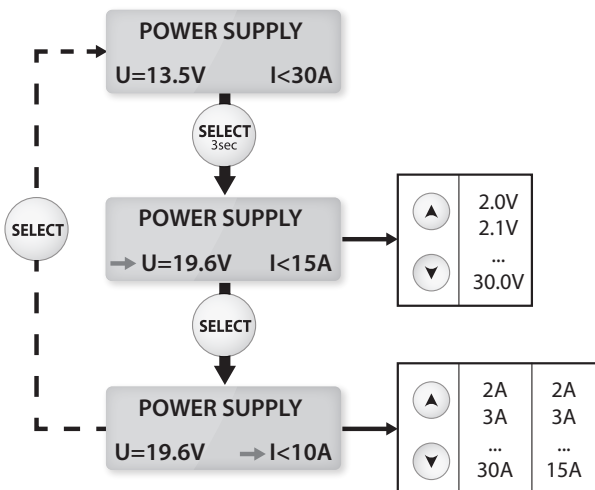 POWER SUPPLY
U=13.5V I<30A
SELECT
3sec
POWER SUPPLY
U=19.6V I<15A
2.0V
2.1V
...
30.0V
SELECT
SELECT
POWER SUPPLY
U=19.6V I<10A
2A 2A
3A 3A
... ...
30A 15A